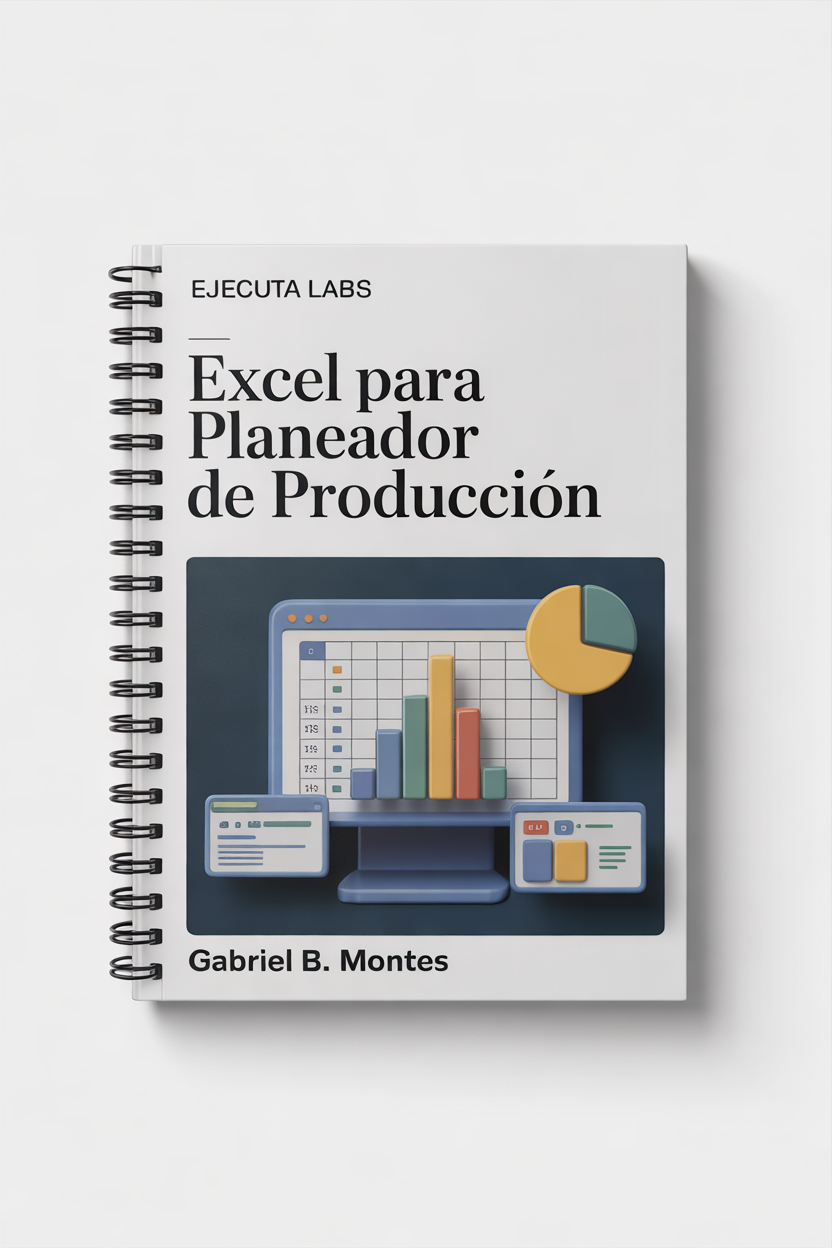 EJECUTA LABS
Excel para
Planeador
de Producción
Gabriel B. Montes